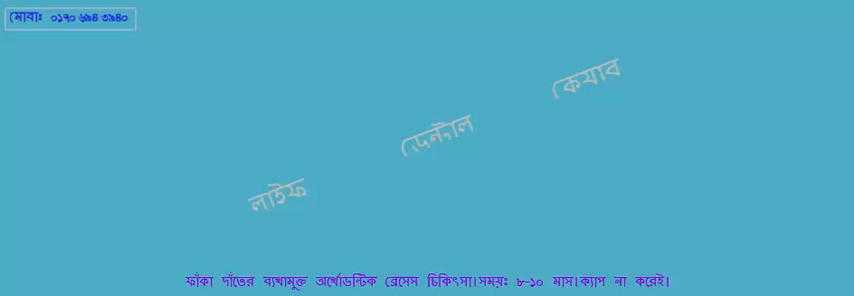 মোবাঃ ০১৭০ ৬৯৪ ৩৯৪০
লাইফ ডেন্টাল কেযার
ফাঁকা দাঁতের ব্যথামুক্ত অর্থোডন্টিক ব্রেসেস চিকিৎসা।সময়ঃ ৮-১০ মাস।ক্যাপ না করেই।